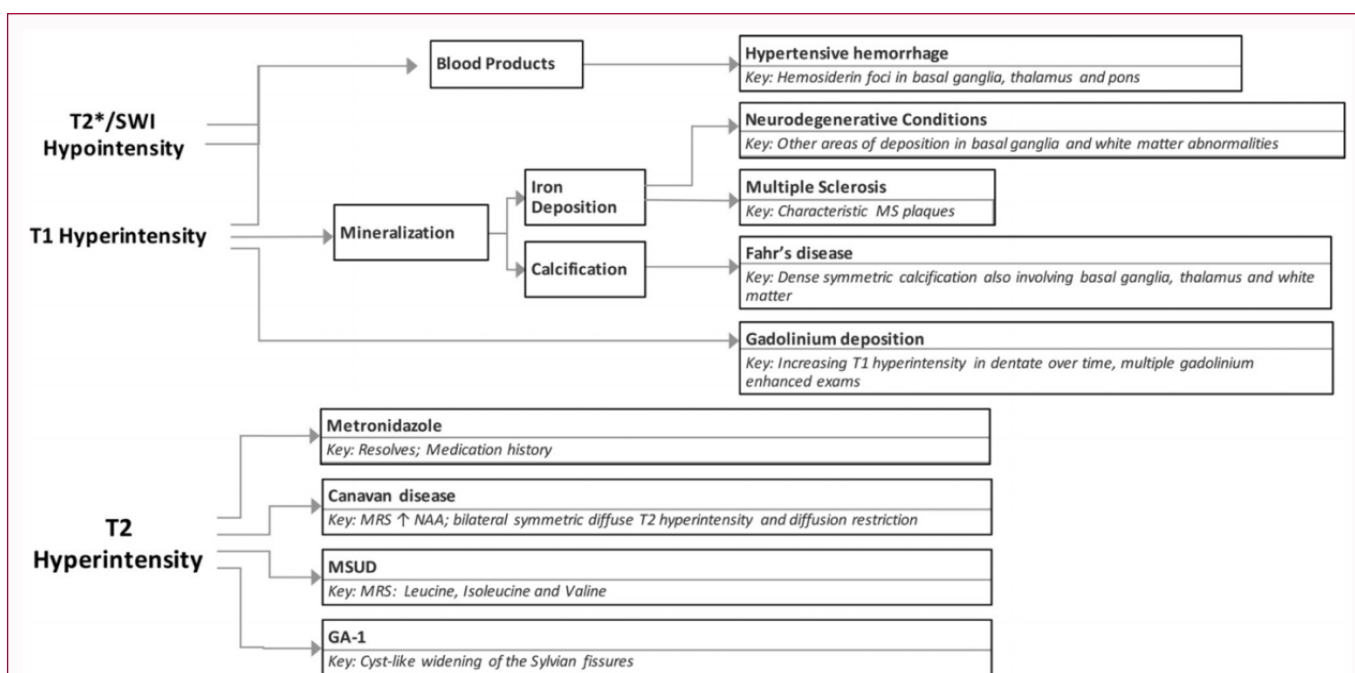 Blood Products
Hypertensive hemorrhage
Key: Hemosiderin foci in basal ganglia, thalamus and pons
T2*/SWI
Hypointensity
Neurodegenerative Conditions
Key: Other areas of deposition in basal ganglia and white matter abnormalities
Iron
Deposition
Multiple Sclerosis
Key: Characteristic MS plaques
T1 Hyperintensity
Mineralization
Calcification
Fahr's disease
Key: Dense symmetric calcification also involving basal ganglia, thalamus and white
matter
Gadolinium deposition
Key: Increasing T1 hyperintensity in dentate over time, multiple gadolinium
enhanced exams
Metronidazole
Key: Resolves; Medication history
T2
Hyperintensity
Canavan disease
Key: MRS ↑ NAA; bilateral symmetric diffuse T2 hyperintensity and diffusion restriction
MSUD
Key: MRS: Leucine, Isoleucine and Valine
GA-1
Key: Cyst-like widening of the Sylvian fissures